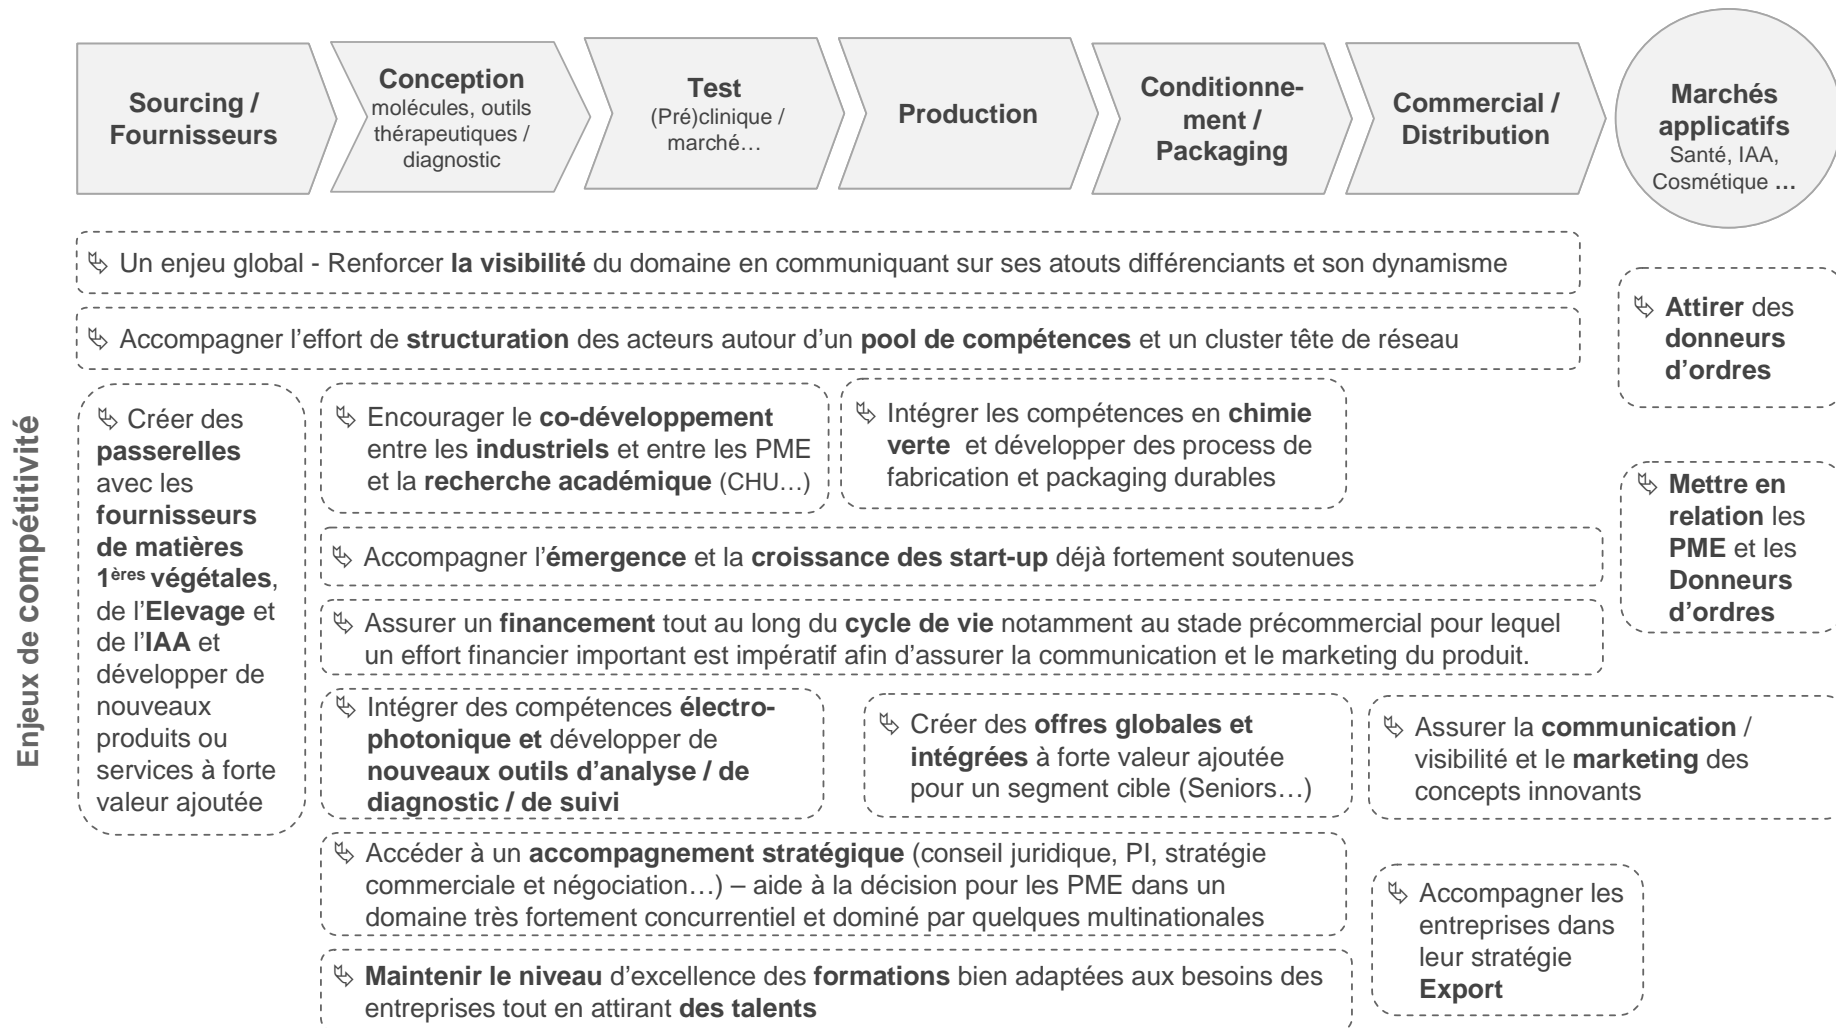 Sourcing /
Fournisseurs
Conception
molécules, outils
thérapeutiques /
diagnostic
Test
(Pré)clinique /
marché…
Production
Conditionne-
ment /
Packaging
Commercial /
Distribution
Marchés
applicatifs
Santé, IAA,
Cosmétique …
Enjeux de compétitivité
Un enjeu global - Renforcer la visibilité du domaine en communiquant sur ses atouts différenciants et son dynamisme
Accompagner l’effort de structuration des acteurs autour d’un pool de compétences et un cluster tête de réseau
Attirer des
donneurs
d’ordres
Créer des
passerelles
avec les
fournisseurs
de matières
1ères végétales,
de l’Elevage et
de l’IAA et
développer de
nouveaux
produits ou
services à forte
valeur ajoutée
Encourager le co-développement
entre les industriels et entre les PME
et la recherche académique (CHU…)
Intégrer les compétences en chimie
verte et développer des process de
fabrication et packaging durables
Mettre en
relation les
PME et les
Donneurs
d’ordres
Accompagner l’émergence et la croissance des start-up déjà fortement soutenues
Assurer un financement tout au long du cycle de vie notamment au stade précommercial pour lequel
un effort financier important est impératif afin d’assurer la communication et le marketing du produit.
Intégrer des compétences électro-
photonique et développer de
nouveaux outils d’analyse / de
diagnostic / de suivi
Créer des offres globales et
intégrées à forte valeur ajoutée
pour un segment cible (Seniors…)
Assurer la communication /
visibilité et le marketing des
concepts innovants
Accéder à un accompagnement stratégique (conseil juridique, PI, stratégie
commerciale et négociation…) – aide à la décision pour les PME dans un
domaine très fortement concurrentiel et dominé par quelques multinationales
Accompagner les
entreprises dans
leur stratégie
Export
Maintenir le niveau d’excellence des formations bien adaptées aux besoins des
entreprises tout en attirant des talents